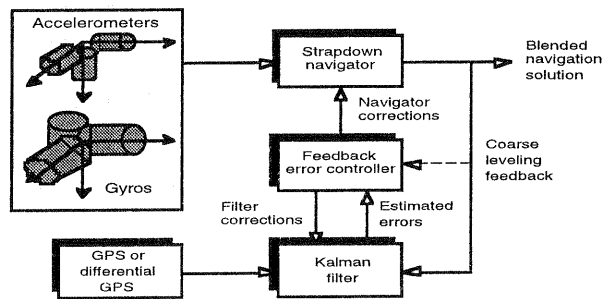 Accelerometers
Gyros
Strapdown
navigator
Blended
navigation
solution
Navigator
corrections
Feedback
error controller
Coarse
leveling
feedback
Filter
corrections
Estimated
errors
GPS or
differential
GPS
Kalman
filter